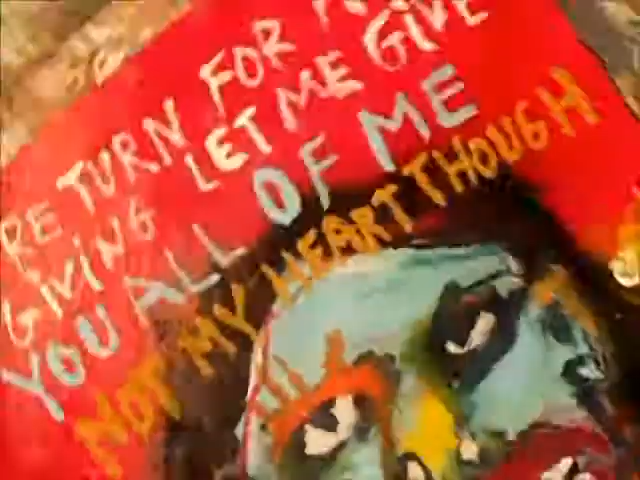 RETURN FOR
GIVING LET ME GIVE
YOU ALL OF ME
NOT MY HEART THOUGH